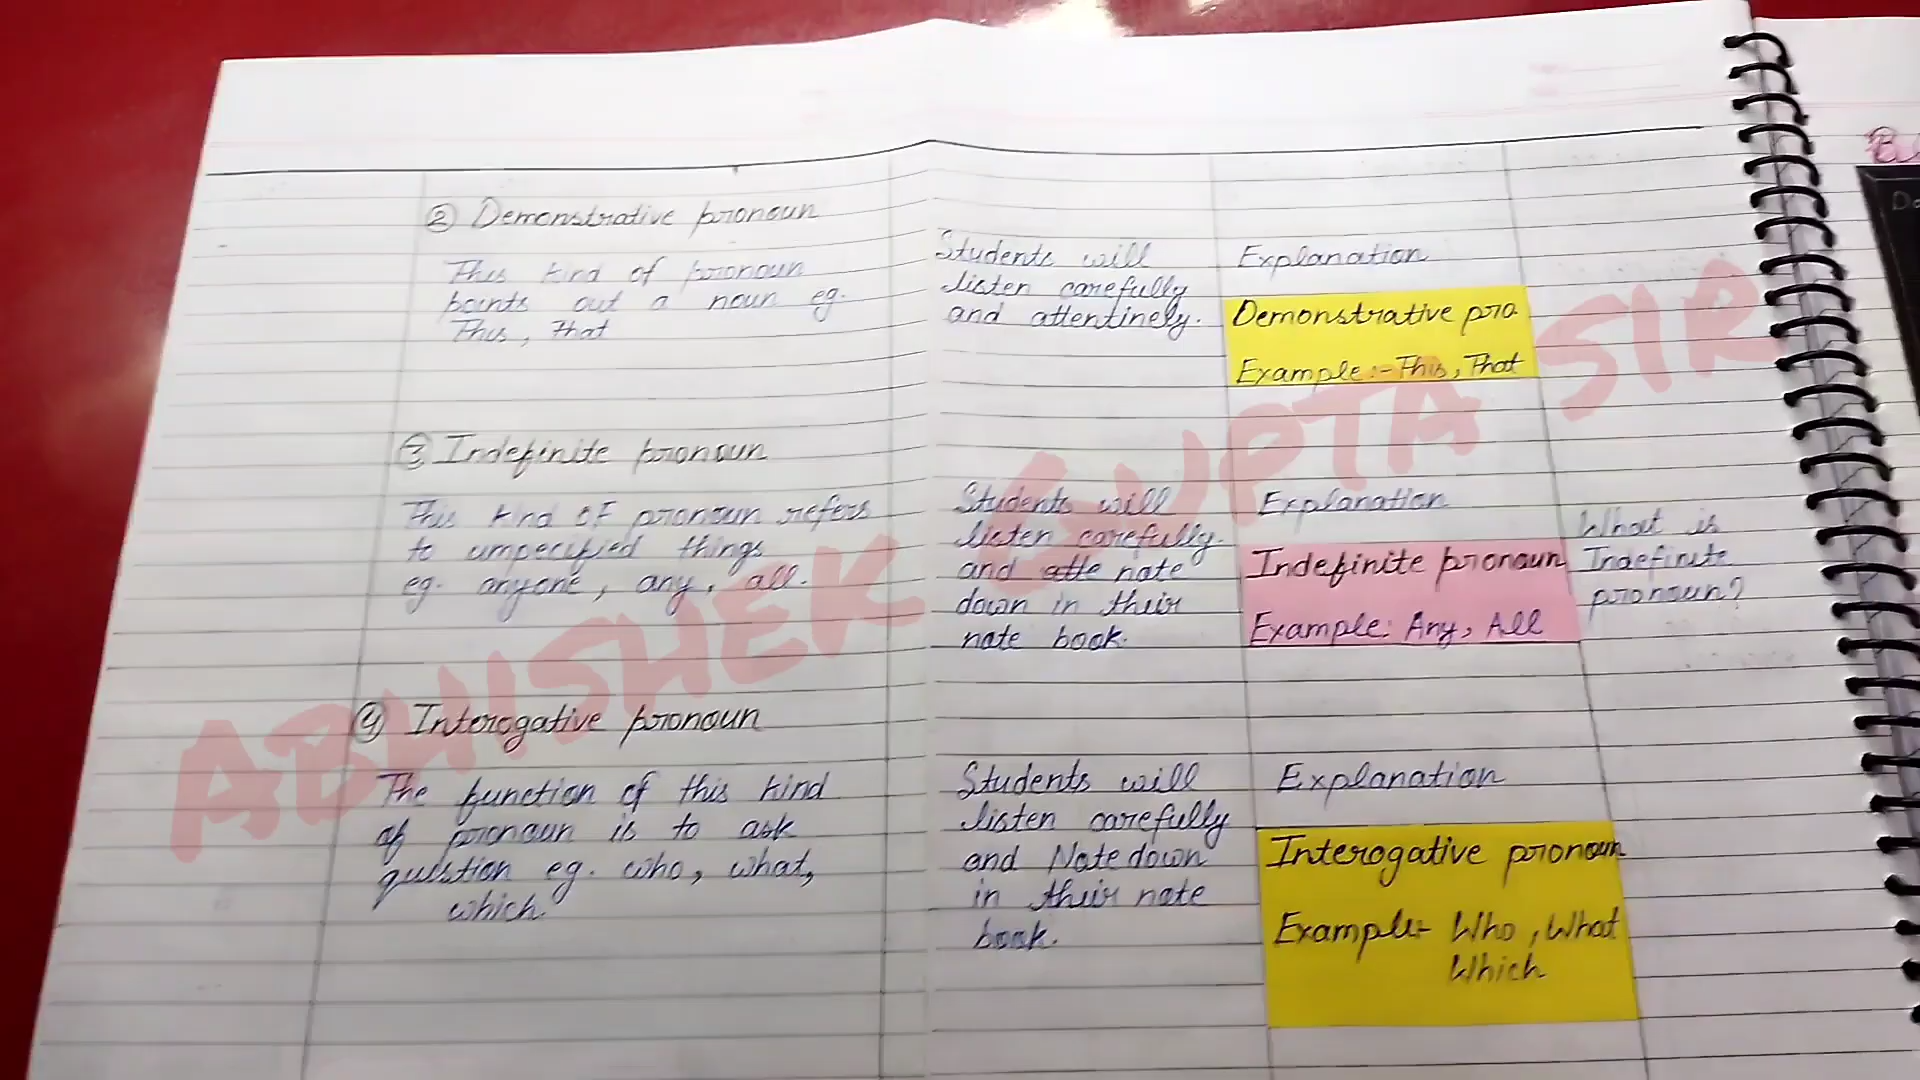 ② Demonstrative pronoun
This kind of pronoun
points out a noun eg.
This, That
Students will
listen carefully
and attentinely.
Explanation
Demonstrative pro
Example:- This, That
③ Indefinite pronoun
This kind of pronoun refers
to umpecified things
eg. anyone, any, all.
Students will
listen carefully.
and atte note
down in their
note book.
Explanation
Indefinite pronoun
Example: Any, All
What is
Indefinite
pronoun?
④ Interogative pronoun
The function of this kind
of pronoun is to ask
question eg. who, what,
which.
Students will
listen carefully
and Note down
in their note
book.
Explanation
Interogative pronoun
Example:- Who, What
Which
ABHISHEK GUPTA SIR